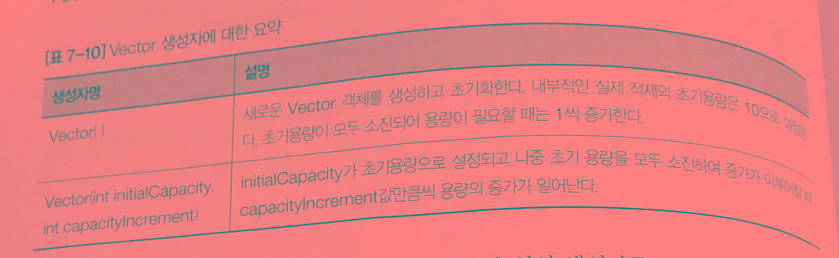 [표 7-10] Vector 생성자에 대한 요약
생성자명
설명
Vector( )
새로운 Vector 객체를 생성하고 초기화한다. 내부적인 실제 적재의 초기용량은 10으로 설정된
다. 초기용량이 모두 소진되어 용량이 필요할 때는 1씩 증가한다.
Vector(int initialCapacity,
int capacityIncrement)
initialCapacity가 초기용량으로 설정되고 나중 초기 용량을 모두 소진하여 증가가 이루어질 때
capacityIncrement값만큼씩 용량의 증가가 일어난다.